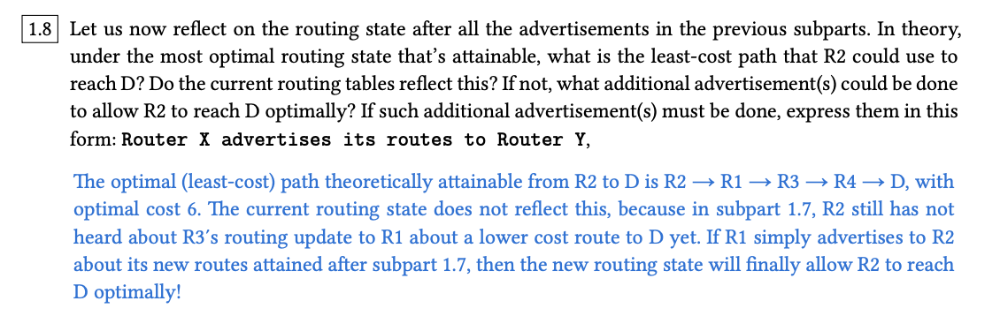 1.8 Let us now reflect on the routing state after all the advertisements in the previous subparts. In theory,
under the most optimal routing state that's attainable, what is the least-cost path that R2 could use to
reach D? Do the current routing tables reflect this? If not, what additional advertisement(s) could be done
to allow R2 to reach D optimally? If such additional advertisement(s) must be done, express them in this
form: Router X advertises its routes to Router Y,
The optimal (least-cost) path theoretically attainable from R2 to D is R2 → R1 → R3 → R4 → D, with
optimal cost 6. The current routing state does not reflect this, because in subpart 1.7, R2 still has not
heard about R3's routing update to R1 about a lower cost route to D yet. If R1 simply advertises to R2
about its new routes attained after subpart 1.7, then the new routing state will finally allow R2 to reach
D optimally!